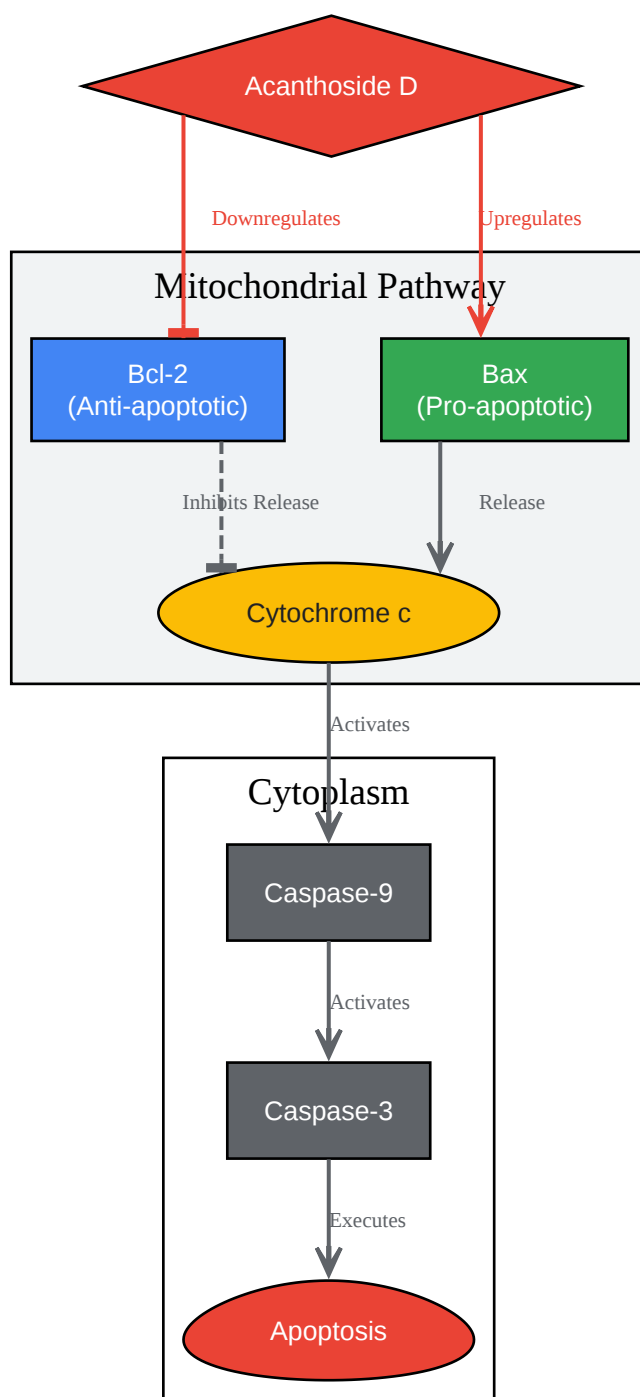 Acanthoside D
Downregulates
Upregulates
Mitochondrial Pathway
Bcl-2
(Anti-apoptotic)
Bax
(Pro-apoptotic)
Inhibits Release
Release
Cytochrome c
Activates
Cytoplasm
Caspase-9
Activates
Caspase-3
Executes
Apoptosis